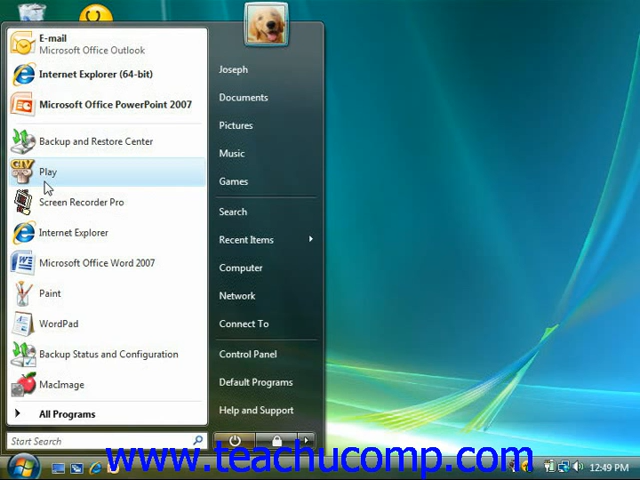 E-mail
Microsoft Office Outlook
Internet Explorer (64-bit)
Microsoft Office PowerPoint 2007
Backup and Restore Center
CIV
Play
Screen Recorder Pro
Internet Explorer
Microsoft Office Word 2007
Paint
WordPad
Backup Status and Configuration
MacImage
All Programs
Start Search
Joseph
Documents
Pictures
Music
Games
Search
Recent Items
Computer
Network
Connect To
Control Panel
Default Programs
Help and Support
www.teachucomp.com
12:49 PM